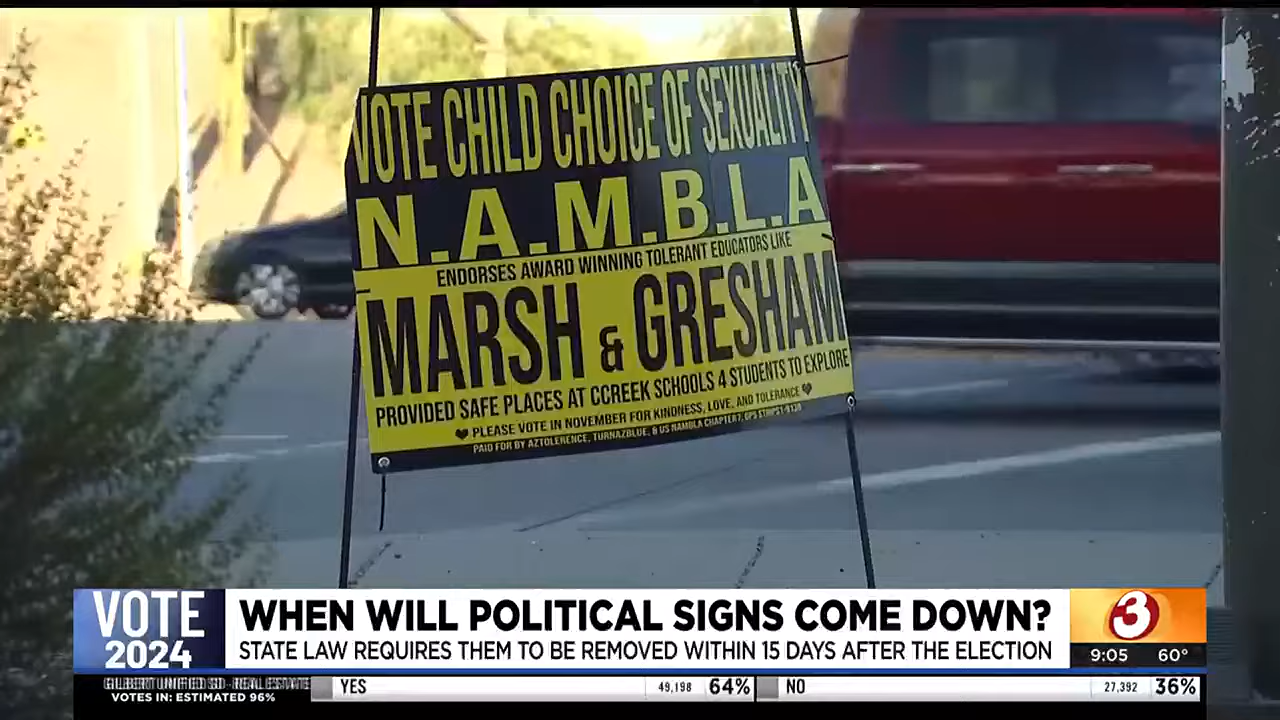 VOTE CHILD CHOICE OF SEXUALITY
N.A.M.B.L.A
ENDORSES AWARD WINNING TOLERANT EDUCATORS LIKE
MARSH & GRESHAM
PROVIDED SAFE PLACES AT CCREEK SCHOOLS 4 STUDENTS TO EXPLORE
PLEASE VOTE IN NOVEMBER FOR KINDNESS, LOVE, AND TOLERANCE
PAID FOR BY AZTOLERENCE, TURNAZBLUE, & US NAMBLA
VOTE
2024
WHEN WILL POLITICAL SIGNS COME DOWN?
STATE LAW REQUIRES THEM TO BE REMOVED WITHIN 15 DAYS AFTER THE ELECTION
3
9:05 60°
VOTES IN: ESTIMATED 96%
YES 49,198 64% NO 27,392 36%